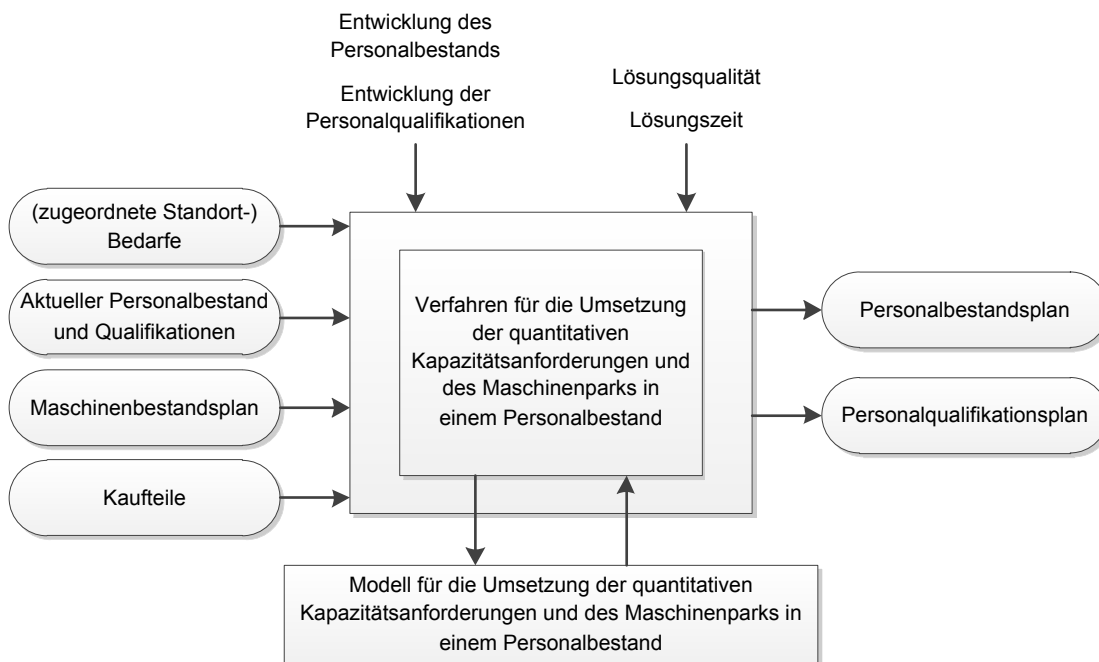 Entwicklung des
Personalbestands
Entwicklung der
Personalqualifikationen
Lösungsqualität
Lösungszeit
(zugeordnete Standort-)
Bedarfe
Aktueller Personalbestand
und Qualifikationen
Maschinenbestandsplan
Kaufteile
Verfahren für die Umsetzung
der quantitativen
Kapazitätsanforderungen und
des Maschinenparks in
einem Personalbestand
Personalbestandsplan
Personalqualifikationsplan
Modell für die Umsetzung der quantitativen
Kapazitätsanforderungen und des Maschinenparks in
einem Personalbestand